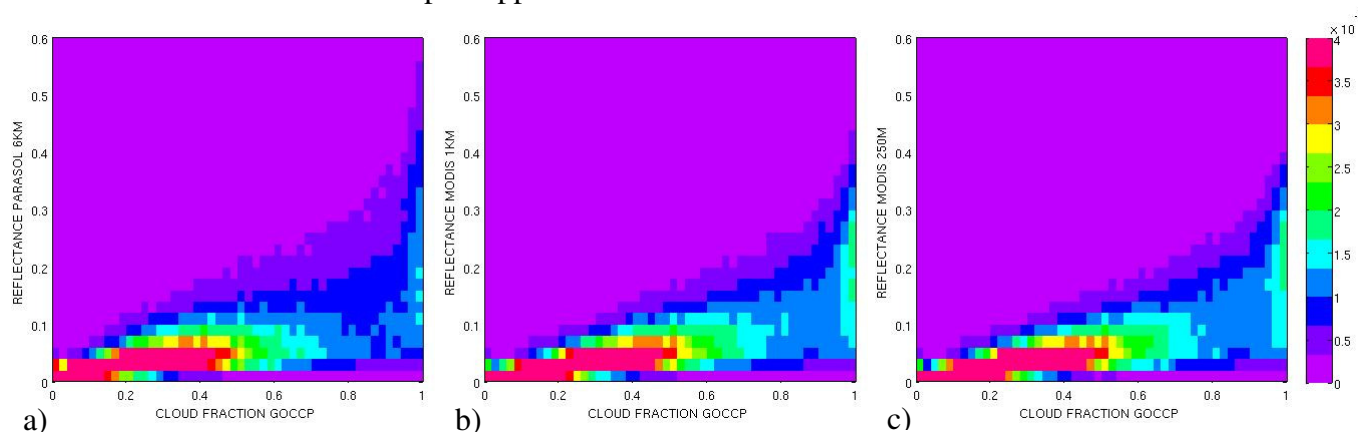 0.6
0.5
0.4
0.3
0.2
0.1
0
0 0.2 0.4 0.6 0.8 1
REFLECTANCE PARASOL 6KM
CLOUD FRACTION GOCCP
a)
0.6
0.5
0.4
0.3
0.2
0.1
0
0 0.2 0.4 0.6 0.8 1
REFLECTANCE MODIS 1KM
CLOUD FRACTION GOCCP
b)
0.6
0.5
0.4
0.3
0.2
0.1
0
0 0.2 0.4 0.6 0.8 1
REFLECTANCE MODIS 250M
CLOUD FRACTION GOCCP
c)
x 10
4
3.5
3
2.5
2
1.5
1
0.5
0